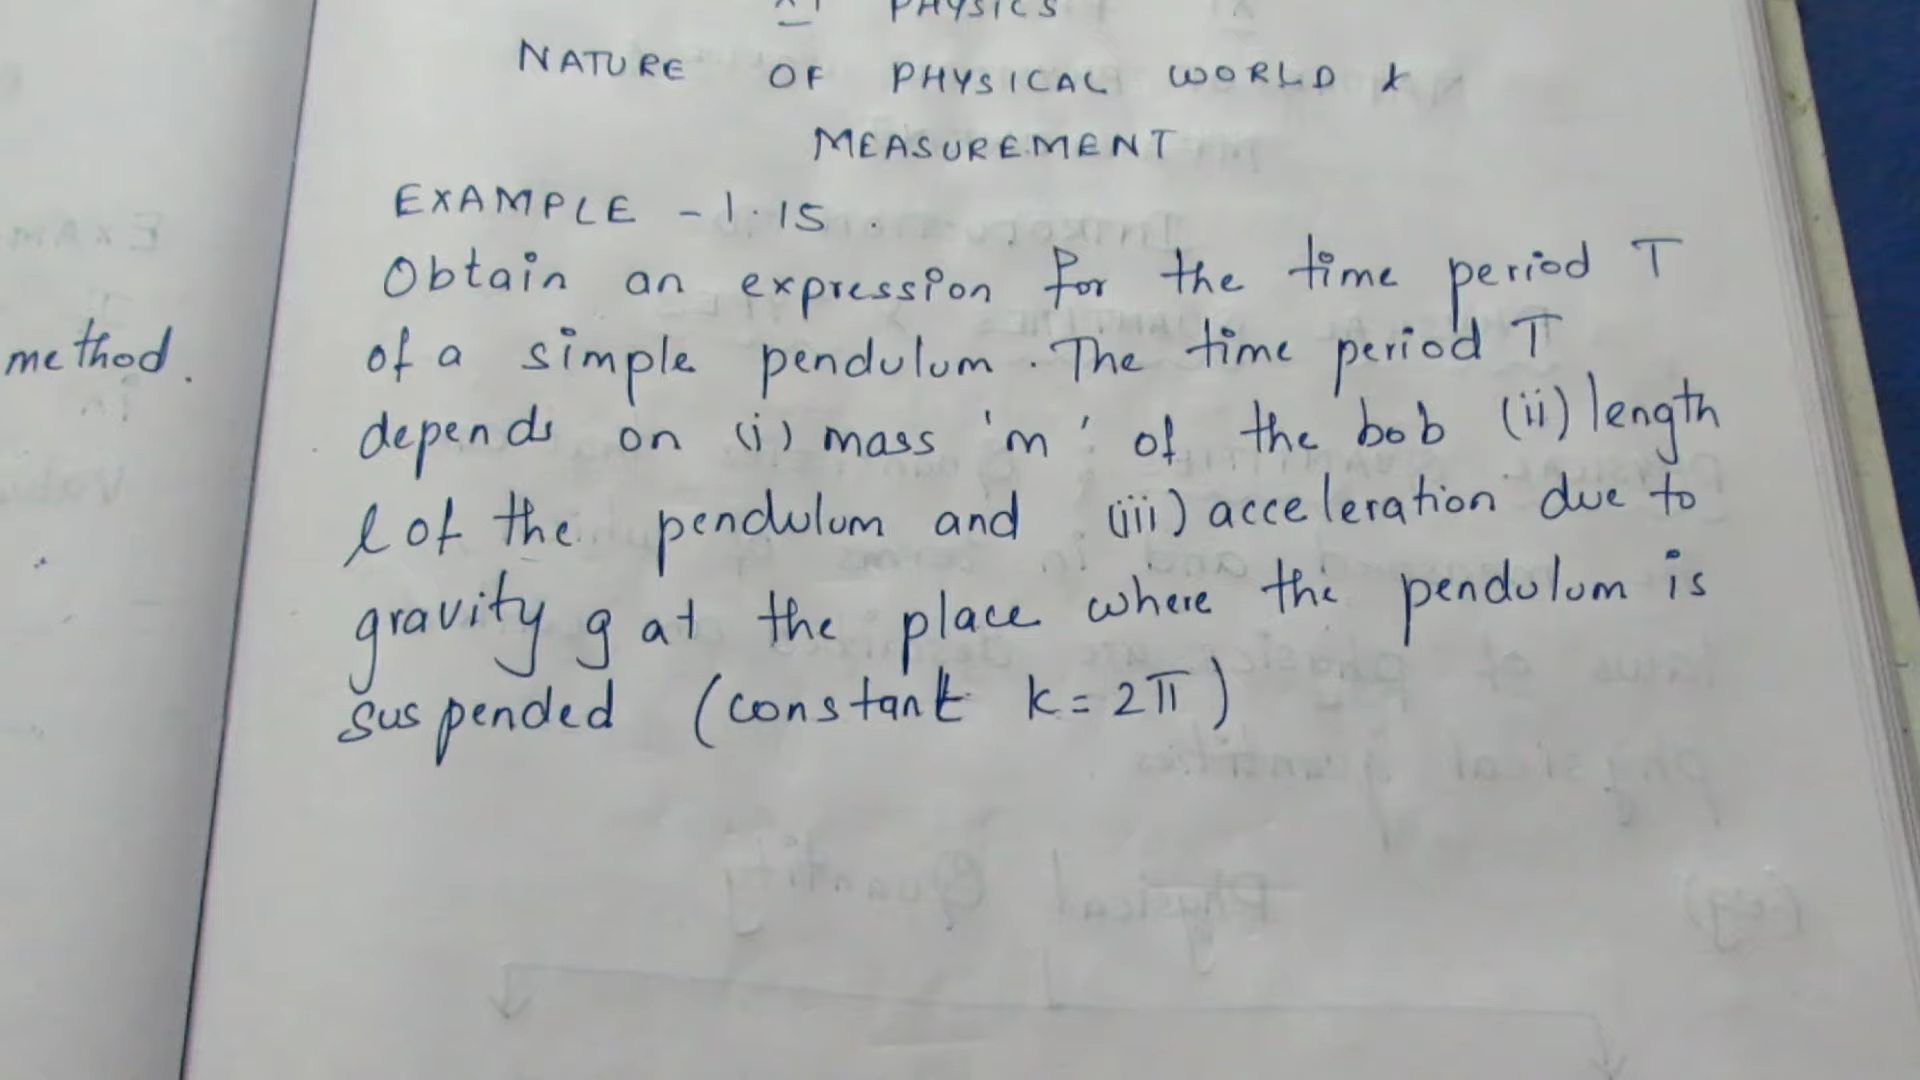 XI PHYSICS
NATURE OF PHYSICAL WORLD &
MEASUREMENT
EXAMPLE - 1.15.
Obtain an expression for the time period T
of a simple pendulum. The time period T
method.
depends on (i) mass 'm' of the bob (ii) length
l of the pendulum and (iii) acceleration due to
gravity g at the place where the pendulum is
suspended (constant k = 2π)